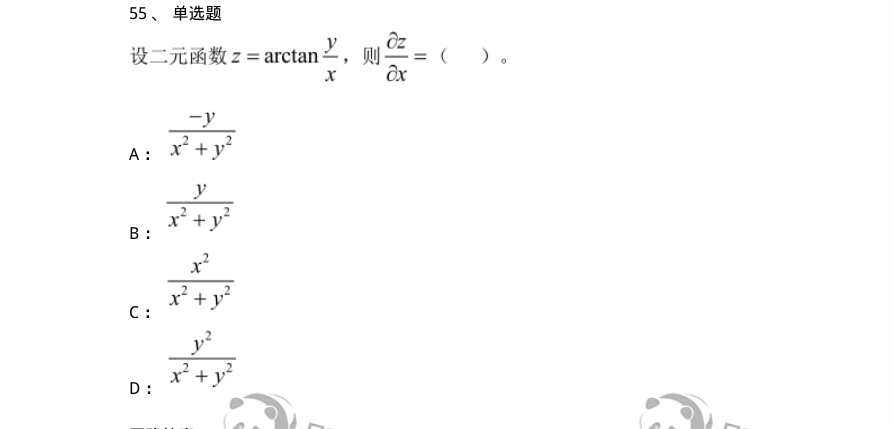 55 、 单选题
设二元函数 z = arctan y/x ，则 ∂z/∂x = （ ）。
A： -y/(x² + y²)
B： y/(x² + y²)
C： x²/(x² + y²)
D： y²/(x² + y²)